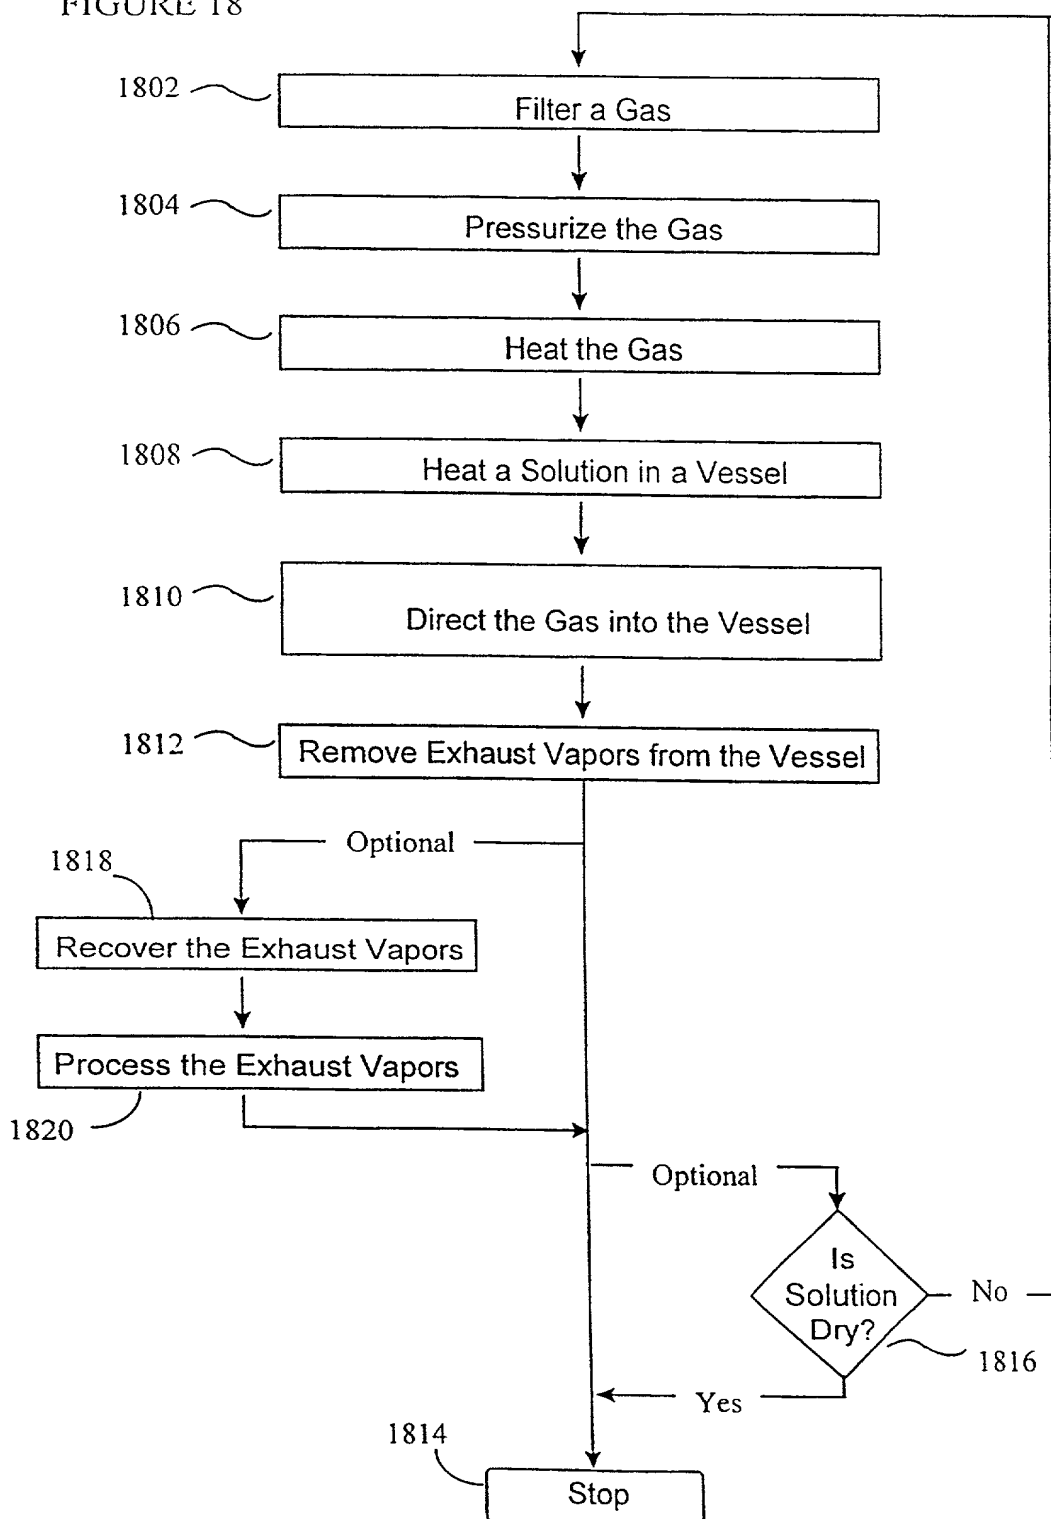 FIGURE 18
1802
Filter a Gas
1804
Pressurize the Gas
1806
Heat the Gas
1808
Heat a Solution in a Vessel
1810
Direct the Gas into the Vessel
1812
Remove Exhaust Vapors from the Vessel
Optional
1818
Recover the Exhaust Vapors
Process the Exhaust Vapors
1820
Optional
Is
Solution
Dry?
No
1816
Yes
1814
Stop